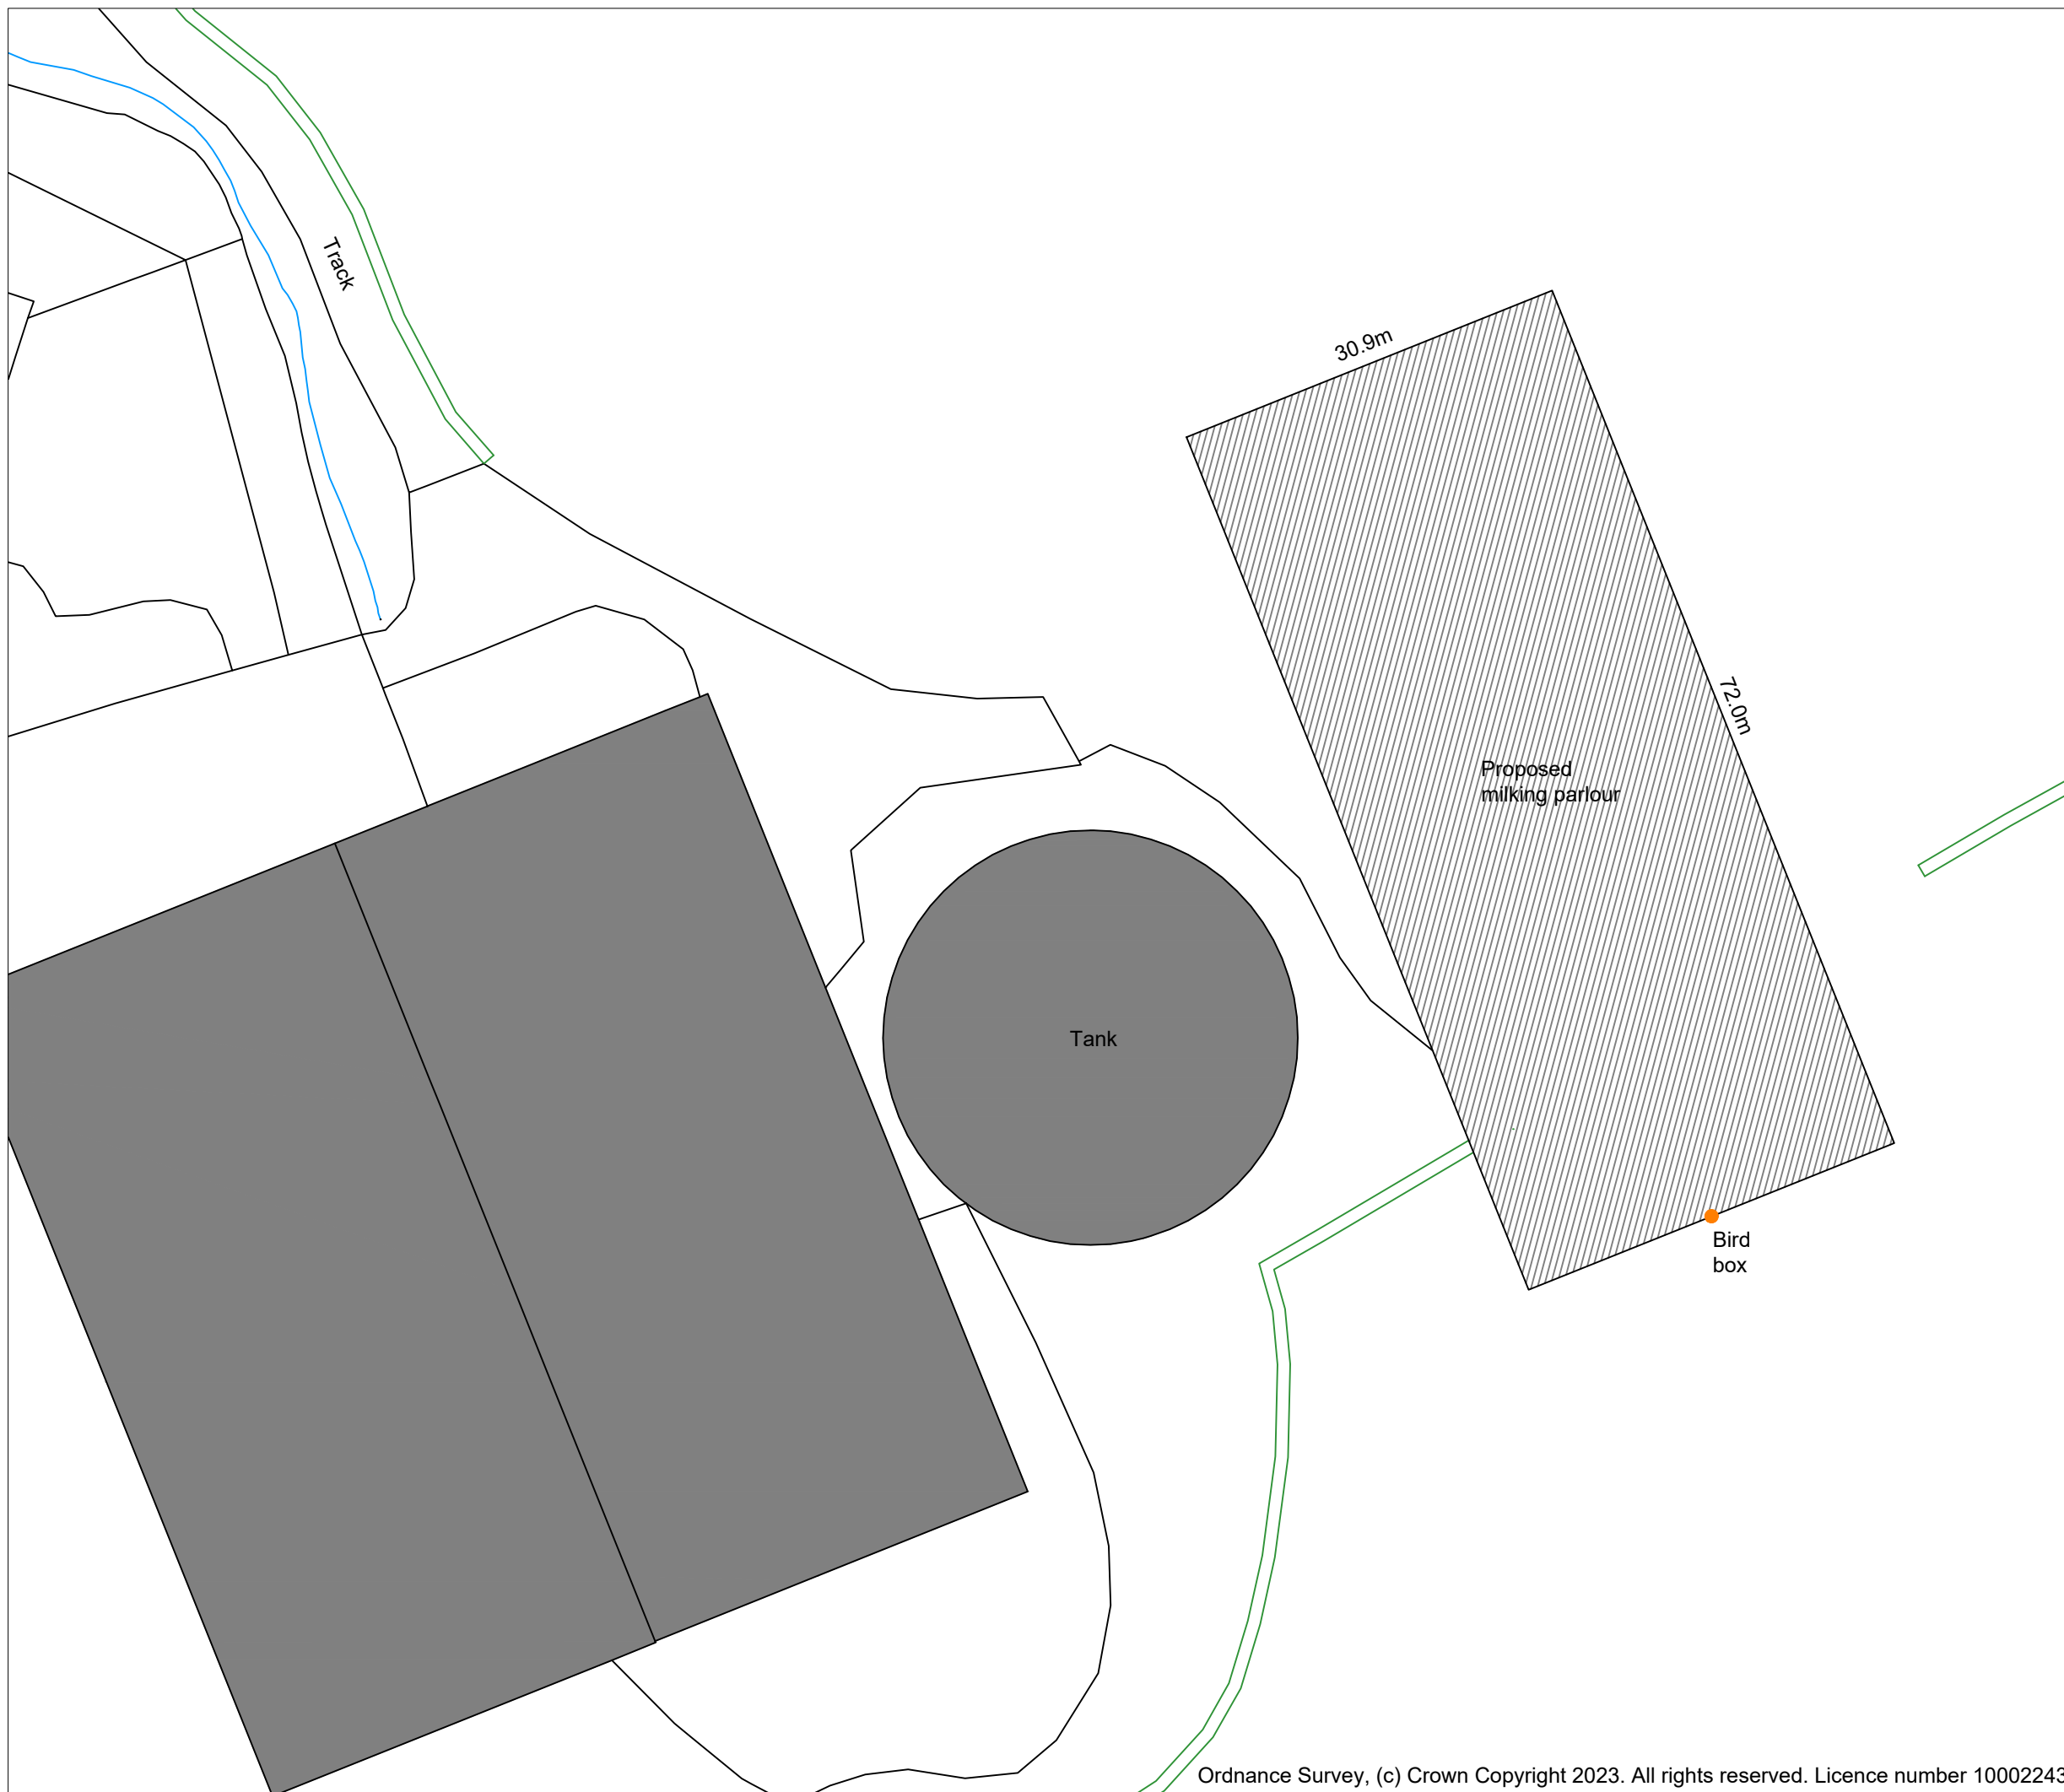 Track
30.9m
72.0m
Proposed
milking parlour
Tank
Bird
box
Ordnance Survey, (c) Crown Copyright 2023. All rights reserved. Licence number